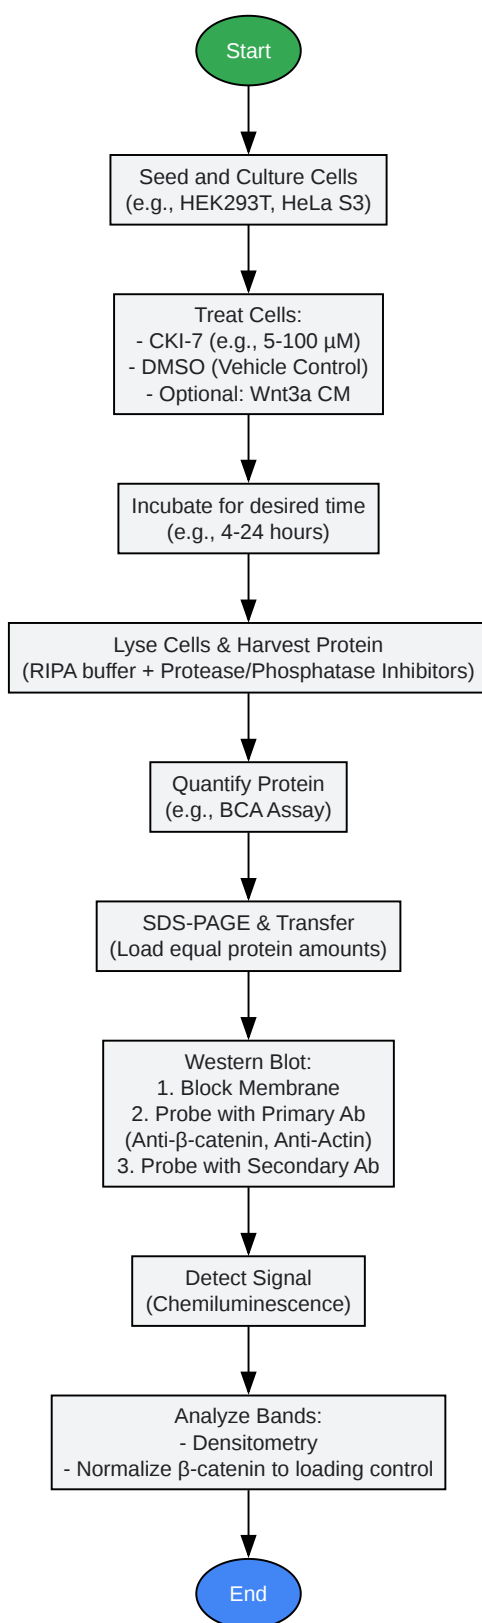 Start
Seed and Culture Cells
(e.g., HEK293T, HeLa S3)
Treat Cells:
- CKI-7 (e.g., 5-100 µM)
- DMSO (Vehicle Control)
- Optional: Wnt3a CM
Incubate for desired time
(e.g., 4-24 hours)
Lyse Cells & Harvest Protein
(RIPA buffer + Protease/Phosphatase Inhibitors)
Quantify Protein
(e.g., BCA Assay)
SDS-PAGE & Transfer
(Load equal protein amounts)
Western Blot:
1. Block Membrane
2. Probe with Primary Ab
(Anti-β-catenin, Anti-Actin)
3. Probe with Secondary Ab
Detect Signal
(Chemiluminescence)
Analyze Bands:
- Densitometry
- Normalize β-catenin to loading control
End